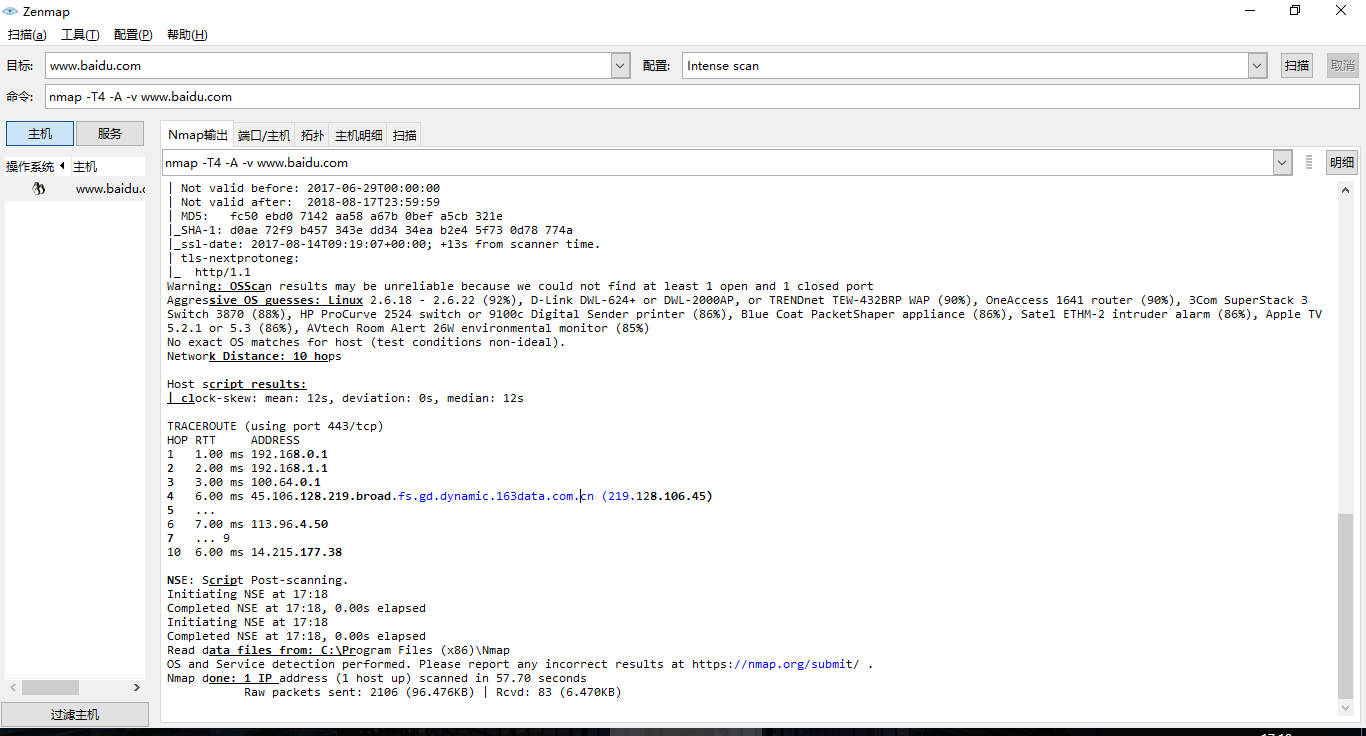 Zenmap
扫描(a) 工具(T) 配置(P) 帮助(H)
目标: www.baidu.com 配置: Intense scan 扫描 取消
命令: nmap -T4 -A -v www.baidu.com
主机 服务
操作系统 主机
www.baidu.c
过滤主机
Nmap输出 端口/主机 拓扑 主机明细 扫描
nmap -T4 -A -v www.baidu.com 明细
| Not valid before: 2017-06-29T00:00:00
| Not valid after:  2018-08-17T23:59:59
| MD5:   fc50 ebd0 7142 aa58 a67b 0bef a5cb 321e
|_SHA-1: d0ae 72f9 b457 343e dd34 34ea b2e4 5f73 0d78 774a
|_ssl-date: 2017-08-14T09:19:07+00:00; +13s from scanner time.
| tls-nextprotoneg:
|_  http/1.1
Warning: OSScan results may be unreliable because we could not find at least 1 open and 1 closed port
Aggressive OS guesses: Linux 2.6.18 - 2.6.22 (92%), D-Link DWL-624+ or DWL-2000AP, or TRENDnet TEW-432BRP WAP (90%), OneAccess 1641 router (90%), 3Com SuperStack 3
Switch 3870 (88%), HP ProCurve 2524 switch or 9100c Digital Sender printer (86%), Blue Coat PacketShaper appliance (86%), Satel ETHM-2 intruder alarm (86%), Apple TV
5.2.1 or 5.3 (86%), AVtech Room Alert 26W environmental monitor (85%)
No exact OS matches for host (test conditions non-ideal).
Network Distance: 10 hops
Host script results:
|_clock-skew: mean: 12s, deviation: 0s, median: 12s
TRACEROUTE (using port 443/tcp)
HOP RTT     ADDRESS
1   1.00 ms 192.168.0.1
2   2.00 ms 192.168.1.1
3   3.00 ms 100.64.0.1
4   6.00 ms 45.106.128.219.broad.fs.gd.dynamic.163data.com.cn (219.128.106.45)
5   ...
6   7.00 ms 113.96.4.50
7   ... 9
10  6.00 ms 14.215.177.38
NSE: Script Post-scanning.
Initiating NSE at 17:18
Completed NSE at 17:18, 0.00s elapsed
Initiating NSE at 17:18
Completed NSE at 17:18, 0.00s elapsed
Read data files from: C:\Program Files (x86)\Nmap
OS and Service detection performed. Please report any incorrect results at https://nmap.org/submit/ .
Nmap done: 1 IP address (1 host up) scanned in 57.70 seconds
Raw packets sent: 2106 (96.476KB) | Rcvd: 83 (6.470KB)